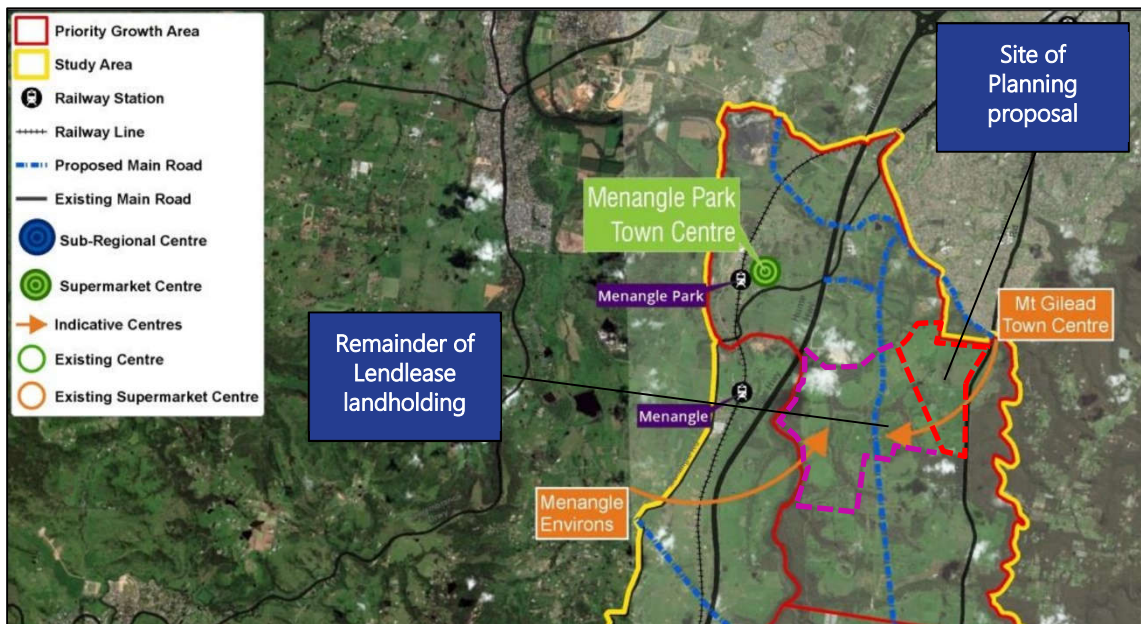 Priority Growth Area
Study Area
Railway Station
Railway Line
Proposed Main Road
Existing Main Road
Sub-Regional Centre
Supermarket Centre
Indicative Centres
Existing Centre
Existing Supermarket Centre
Site of
Planning
proposal
Menangle Park
Town Centre
Menangle Park
Mt Gilead
Town Centre
Remainder of
Lendlease
landholding
Menangle
Menangle
Environs